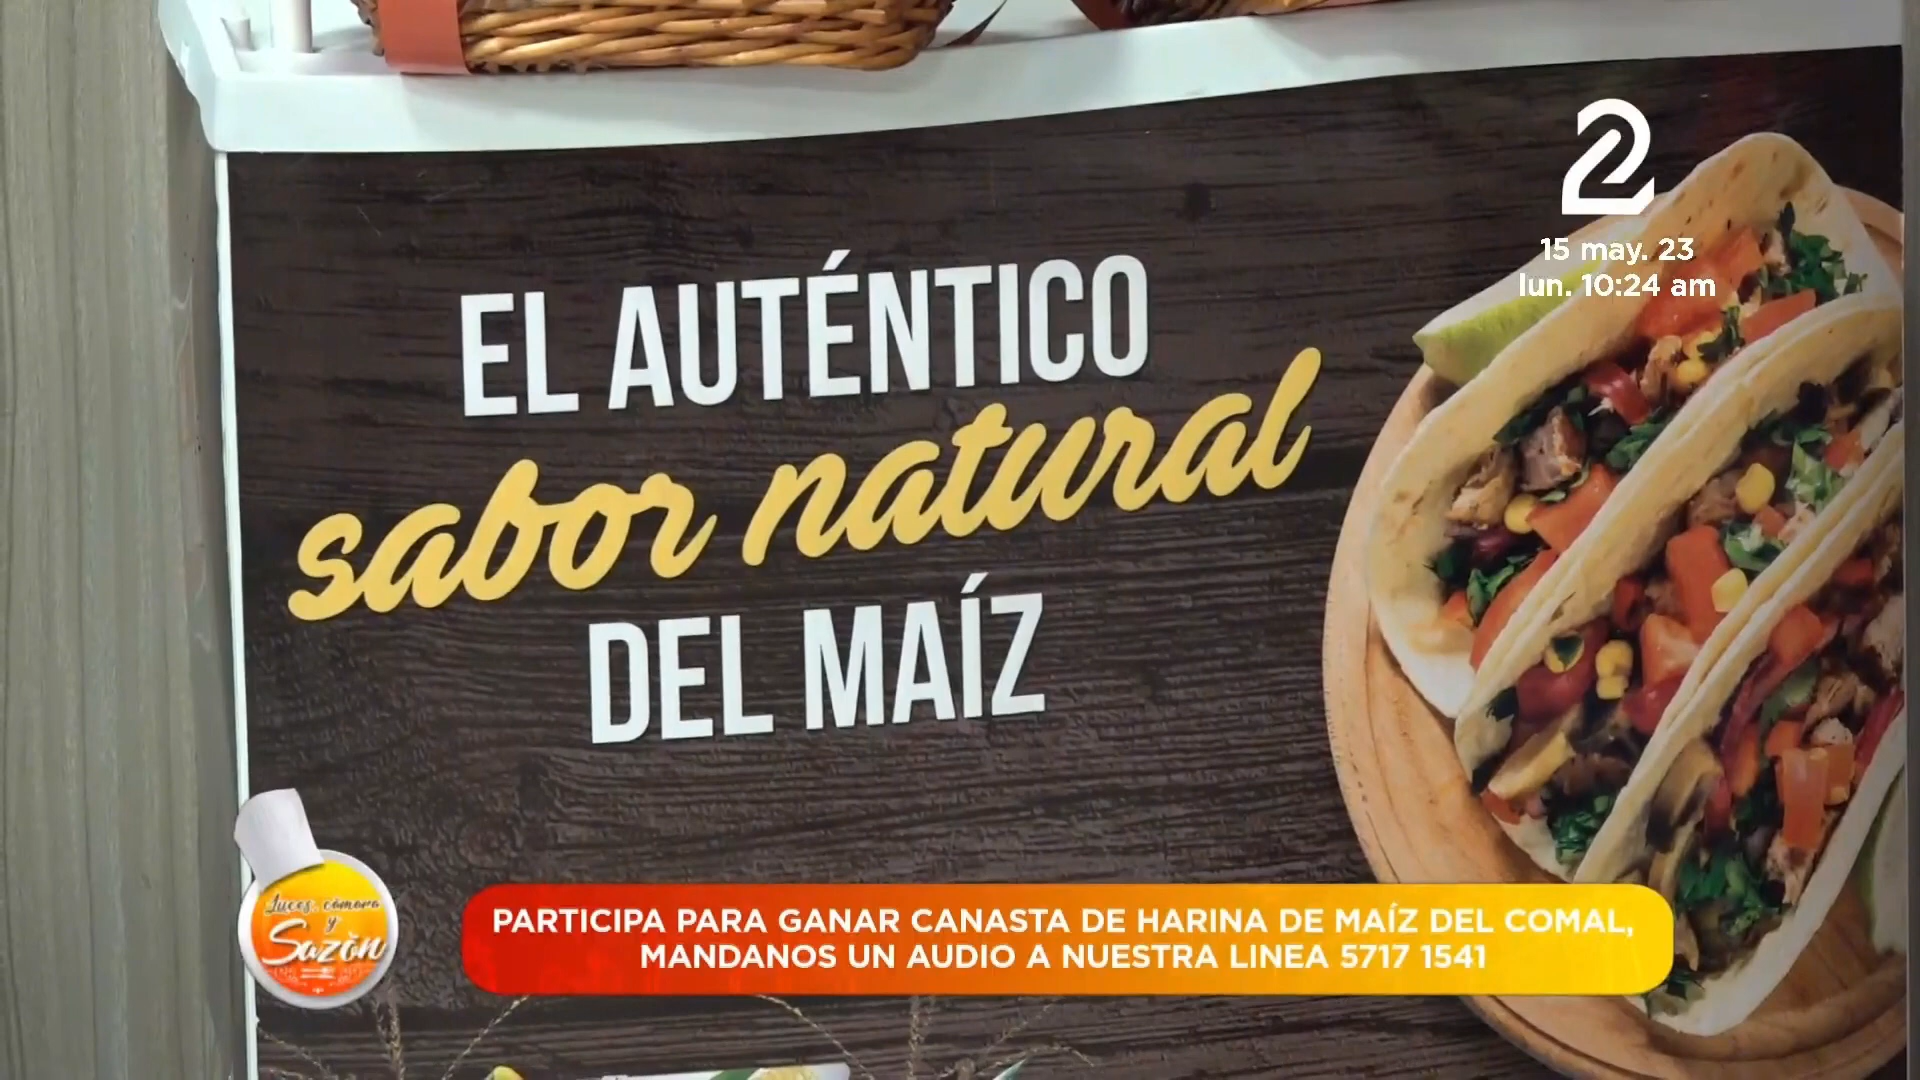 2
15 may. 23
lun. 10:24 am
EL AUTÉNTICO
sabor natural
DEL MAÍZ
Luces, cámara
y
Sazòn
PARTICIPA PARA GANAR CANASTA DE HARINA DE MAÍZ DEL COMAL,
MANDANOS UN AUDIO A NUESTRA LINEA 5717 1541